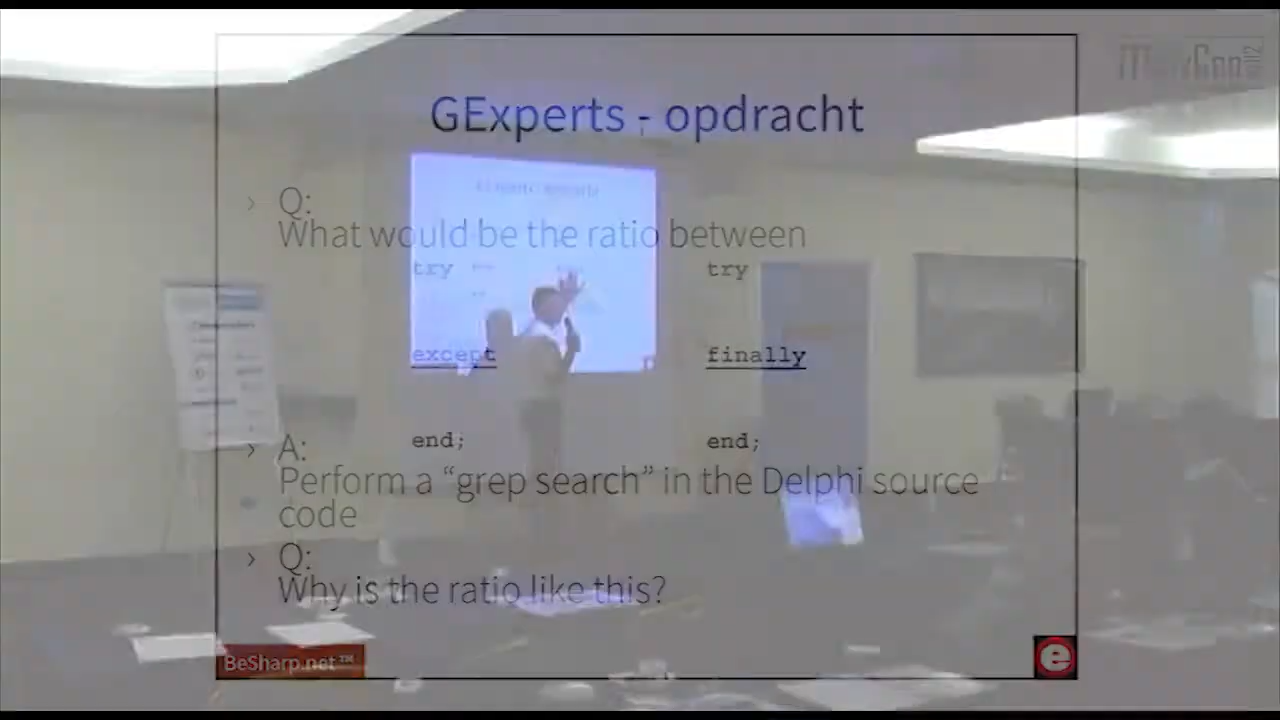 GExperts - opdracht
› Q:
What would be the ratio between
try try
except finally
end; end;
› A:
Perform a “grep search” in the Delphi source
code
› Q:
Why is the ratio like this?
BeSharp.net™
e